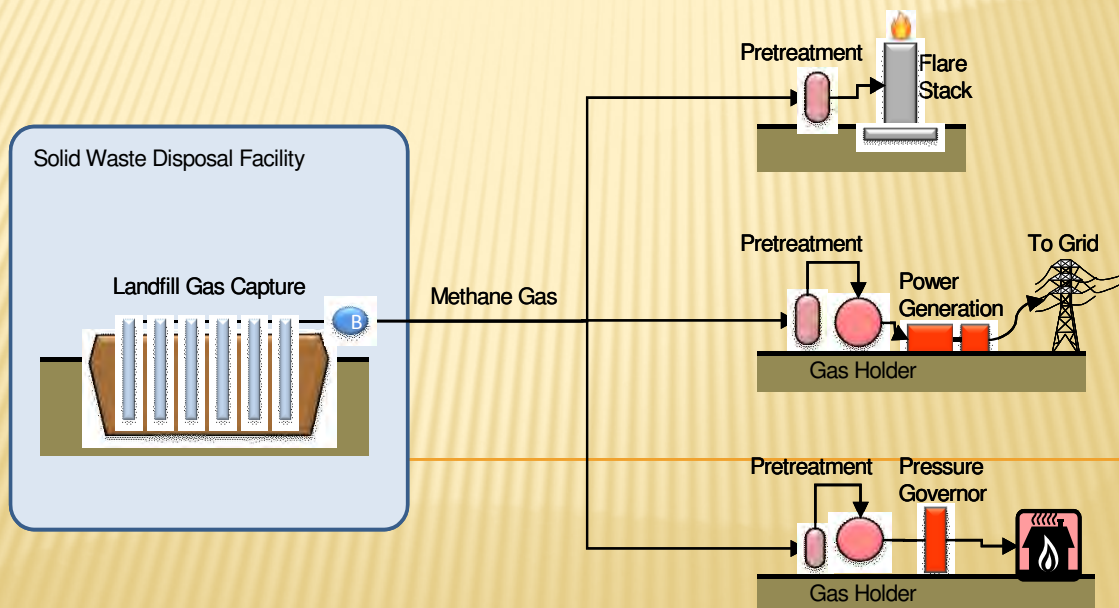 Pretreatment
Flare
Stack
Solid Waste Disposal Facility
Landfill Gas Capture
B
Methane Gas
Pretreatment
To Grid
Power
Generation
Gas Holder
Pretreatment
Pressure
Governor
Gas Holder